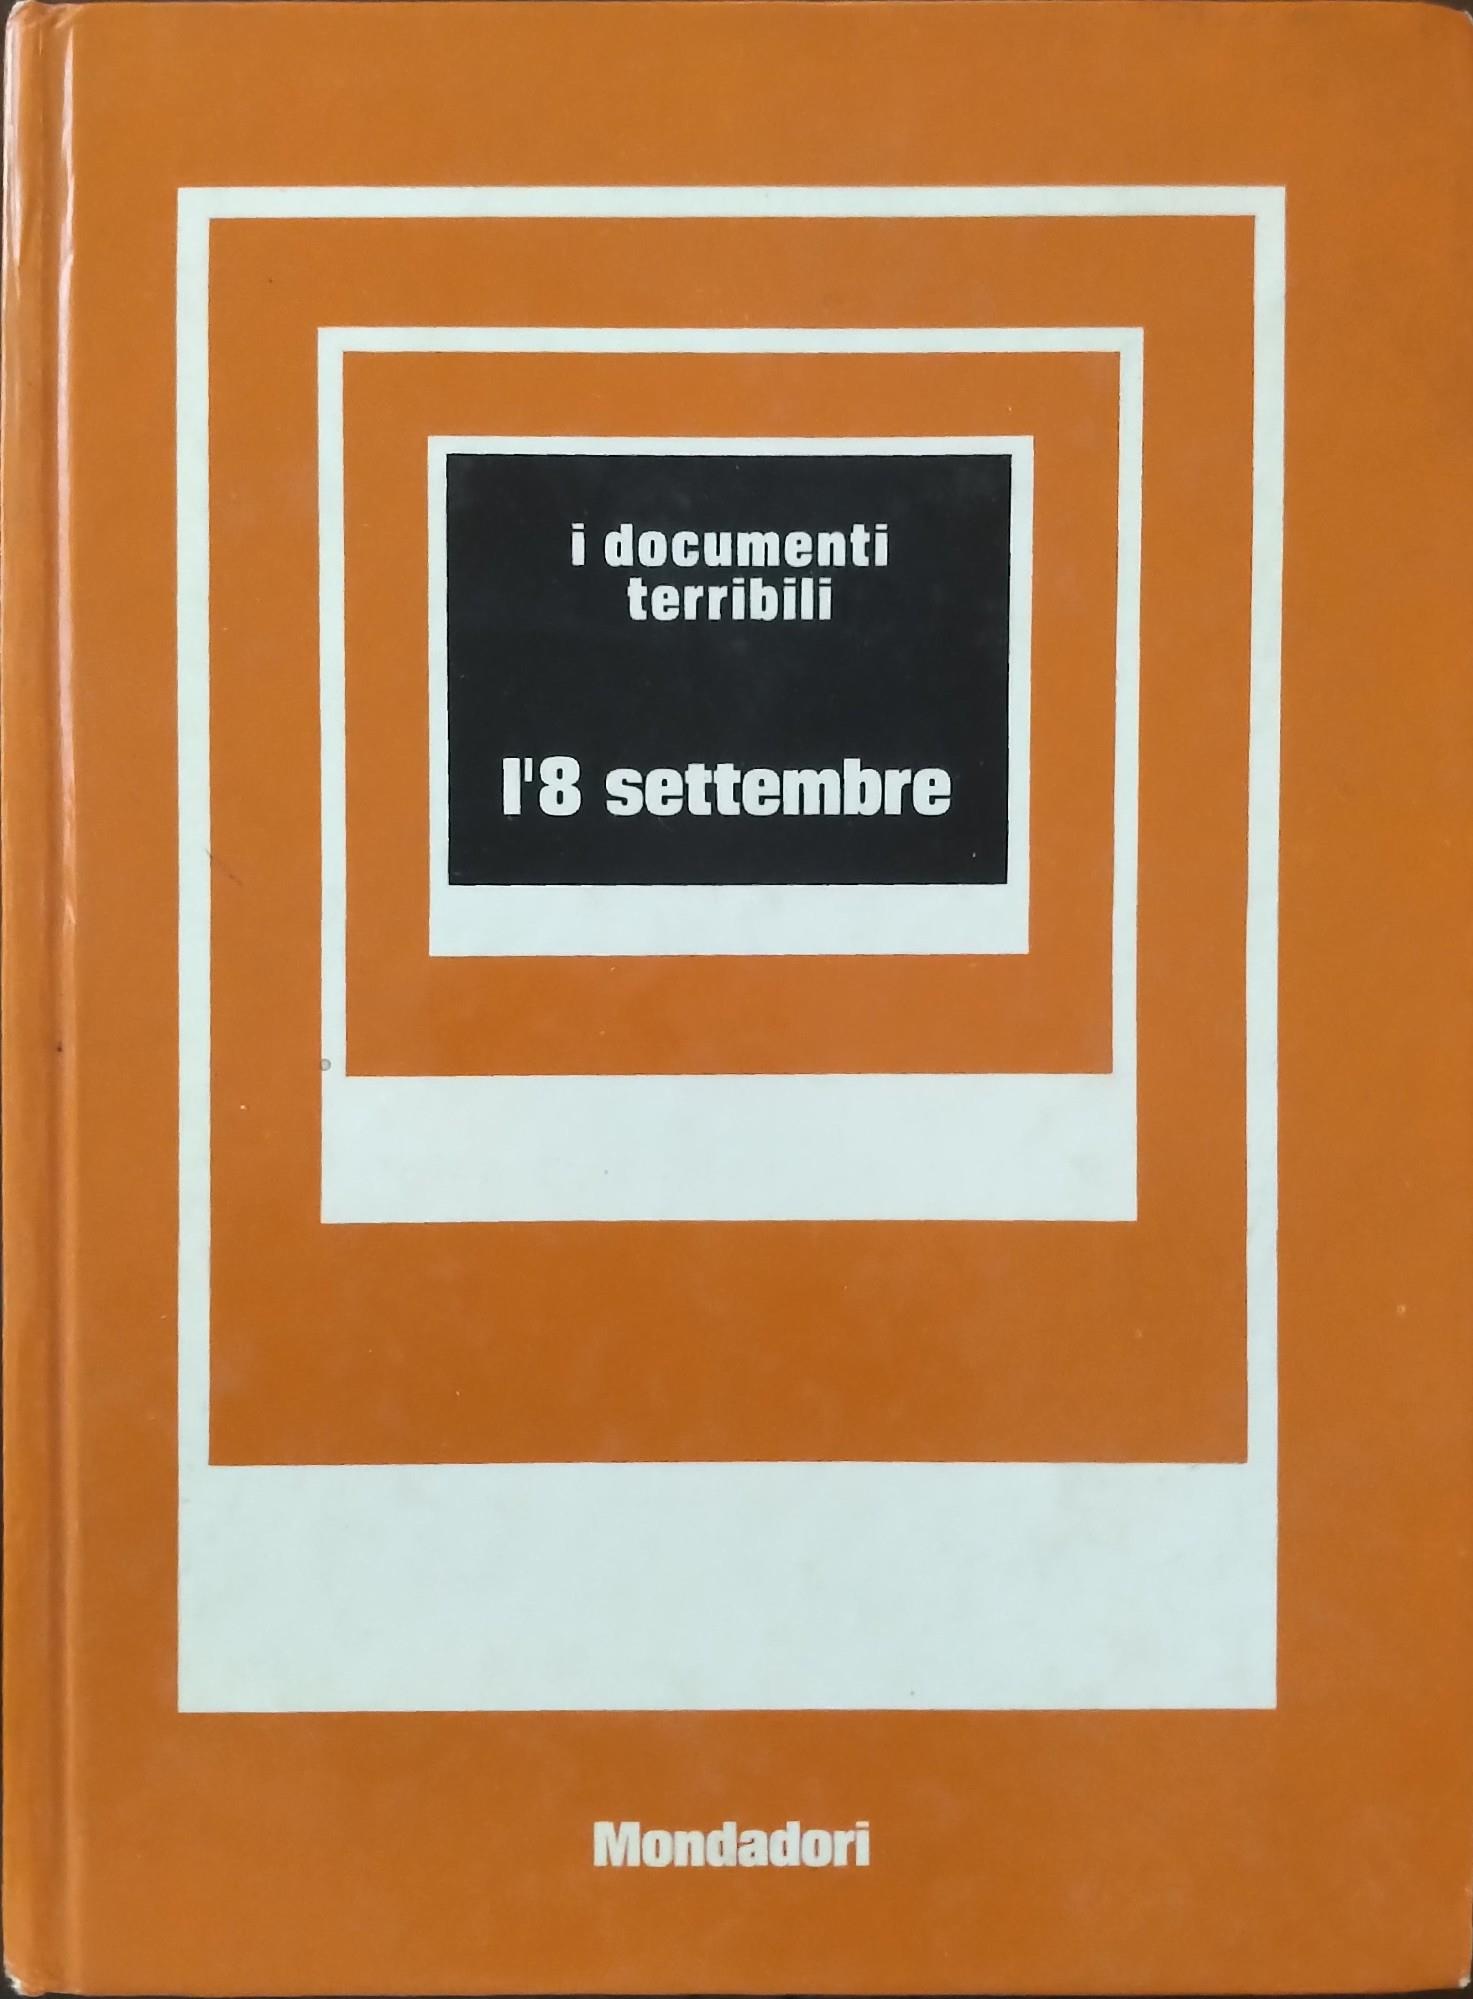 i documenti
terribili
l'8 settembre
Mondadori